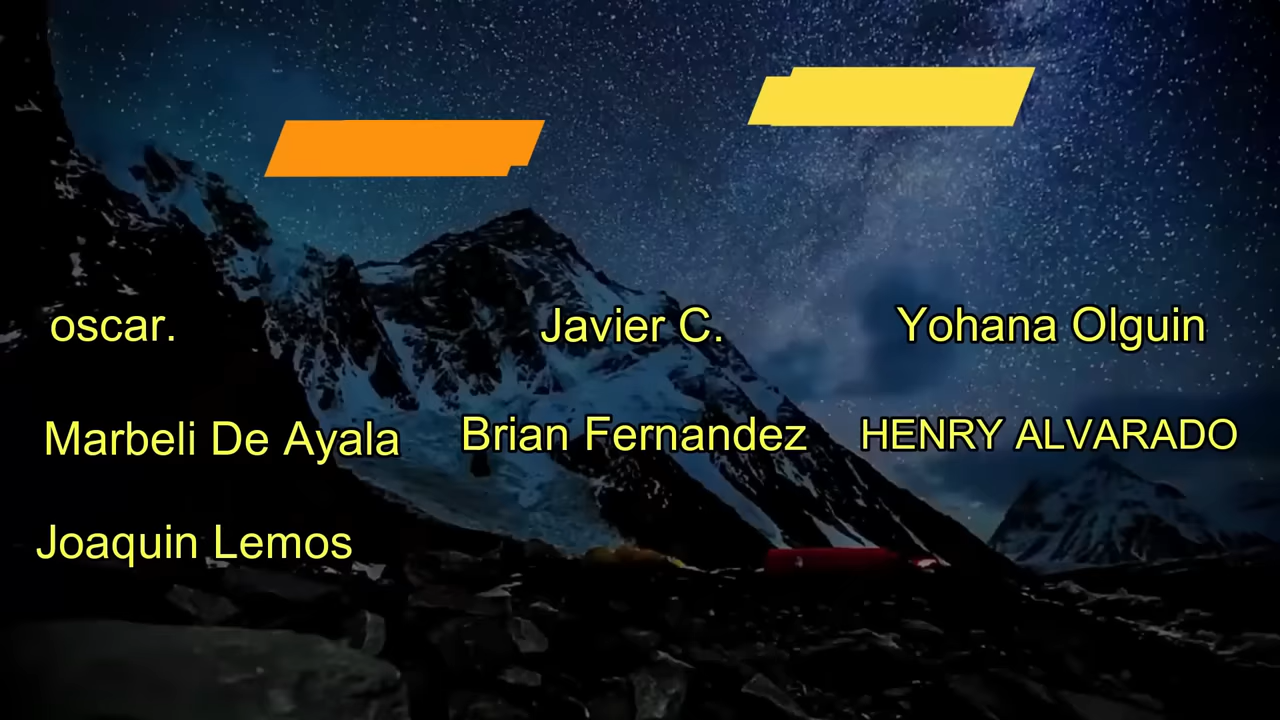 oscar.
Javier C.
Yohana Olguin
Marbeli De Ayala
Brian Fernandez
HENRY ALVARADO
Joaquin Lemos